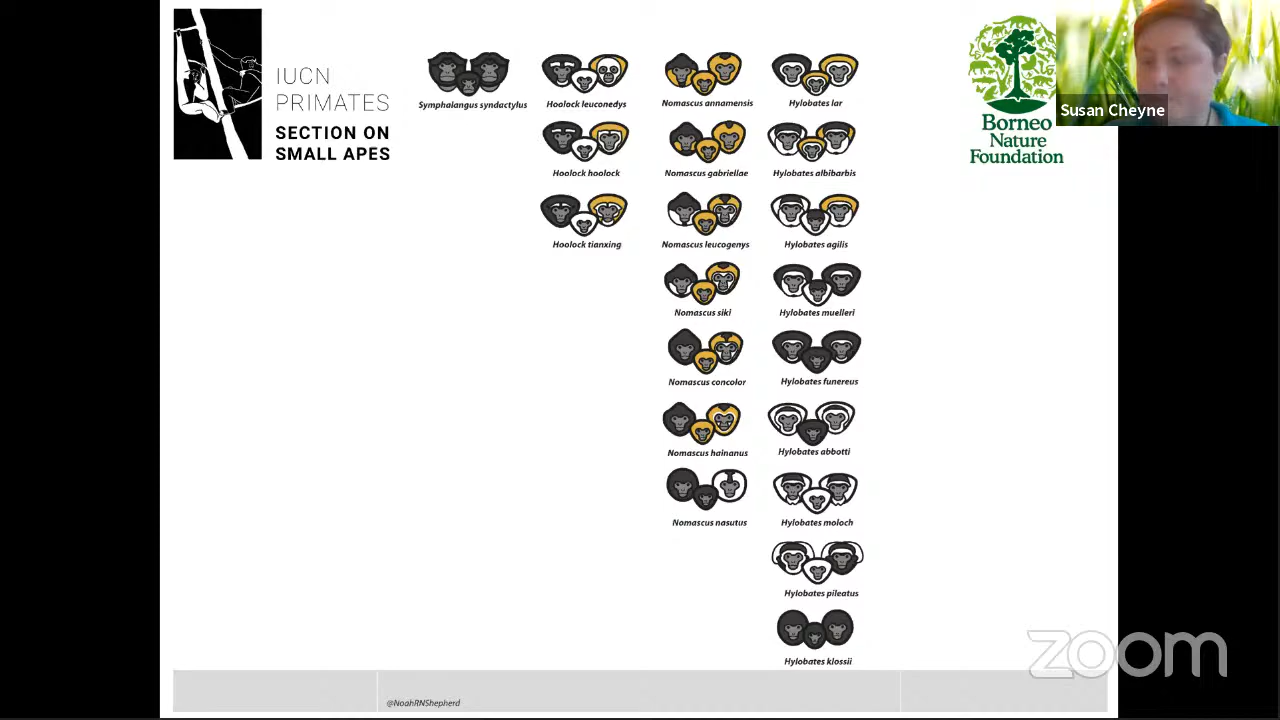 IUCN
PRIMATES
SECTION ON
SMALL APES
Symphalangus syndactylus
Hoolock leuconedys
Nomascus annamensis
Hylobates lar
Hoolock hoolock
Nomascus gabriellae
Hylobates albibarbis
Hoolock tianxing
Nomascus leucogenys
Hylobates agilis
Nomascus siki
Hylobates muelleri
Nomascus concolor
Hylobates funereus
Nomascus hainanus
Hylobates abbotti
Nomascus nasutus
Hylobates moloch
Hylobates pileatus
Hylobates klossii
Borneo
Nature
Foundation
Susan Cheyne
@NoahRNShepherd
zoom